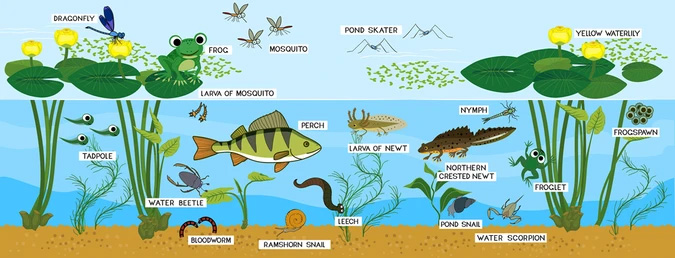 DRAGONFLY
FROG
MOSQUITO
POND SKATER
YELLOW WATERLILY
LARVA OF MOSQUITO
PERCH
LARVA OF NEWT
NYMPH
FROGSPAWN
TADPOLE
NORTHERN
CRESTED NEWT
FROGLET
WATER BEETLE
LEECH
POND SNAIL
WATER SCORPION
BLOODWORM
RAMSHORN SNAIL